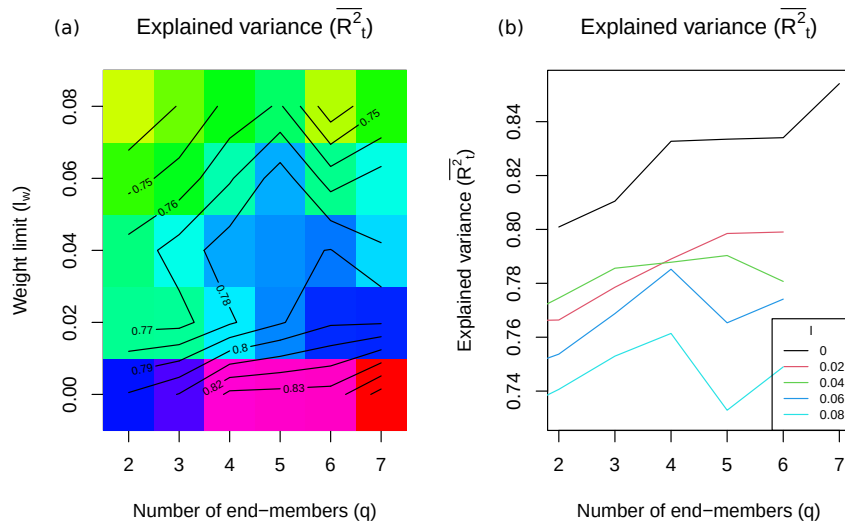 (a) Explained variance (R²ₜ)
Weight limit (l_w)
0.08
0.06
0.04
0.02
0.00
0.75
0.75
0.76
0.78
0.77
0.8
0.79
0.82
0.83
2 3 4 5 6 7
Number of end−members (q)
(b) Explained variance (R²ₜ)
Explained variance (R²ₜ)
0.84
0.82
0.80
0.78
0.76
0.74
l
0
0.02
0.04
0.06
0.08
2 3 4 5 6 7
Number of end−members (q)